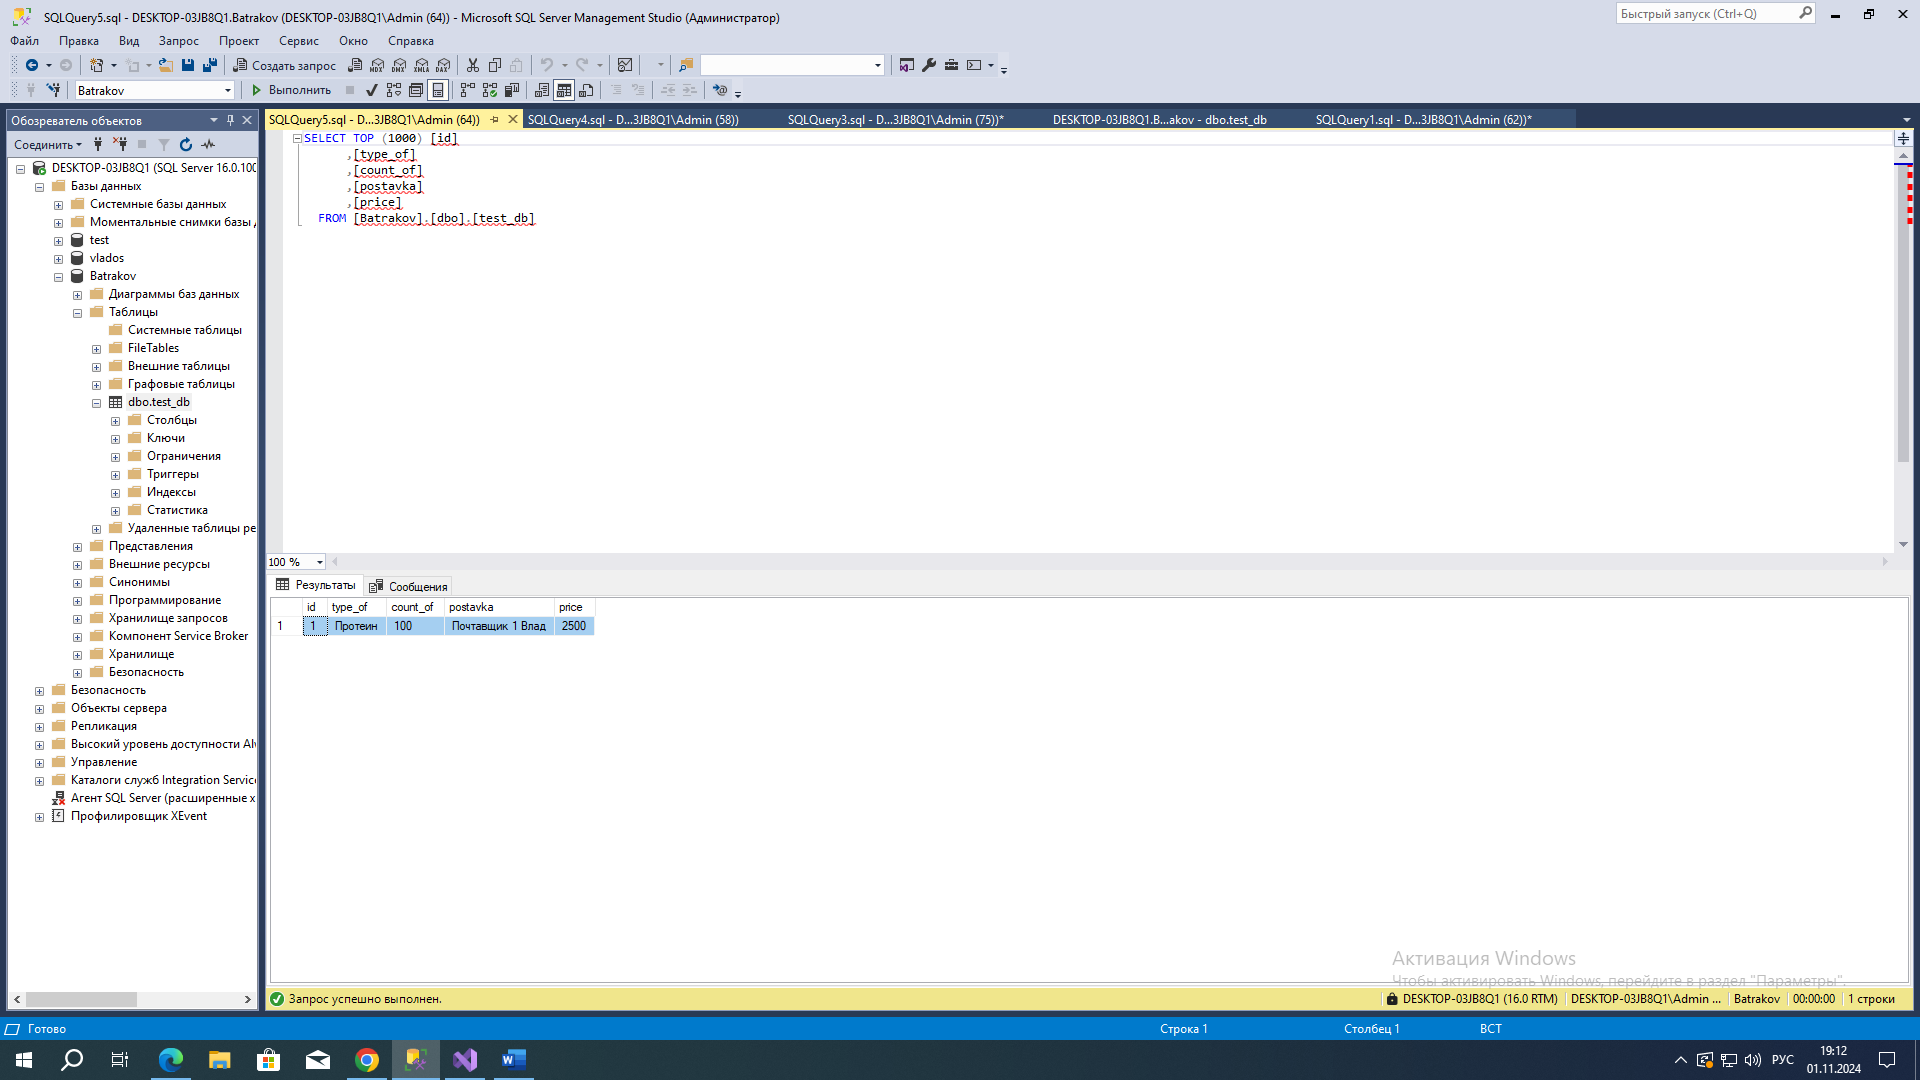 SQLQuery5.sql - DESKTOP-03JB8Q1.Batrakov (DESKTOP-03JB8Q1\Admin (64)) - Microsoft SQL Server Management Studio (Администратор)
Быстрый запуск (Ctrl+Q)
Файл Правка Вид Запрос Проект Сервис Окно Справка
Создать запрос MDX DMX XMLA DAX
Batrakov Выполнить
Обозреватель объектов
SQLQuery5.sql - D...3JB8Q1\Admin (64)) SQLQuery4.sql - D...3JB8Q1\Admin (58)) SQLQuery3.sql - D...3JB8Q1\Admin (75))* DESKTOP-03JB8Q1.B...akov - dbo.test_db SQLQuery1.sql - D...3JB8Q1\Admin (62))*
Соединить
DESKTOP-03JB8Q1 (SQL Server 16.0.100
Базы данных
Системные базы данных
Моментальные снимки базы
test
vlados
Batrakov
Диаграммы баз данных
Таблицы
Системные таблицы
FileTables
Внешние таблицы
Графовые таблицы
dbo.test_db
Столбцы
Ключи
Ограничения
Триггеры
Индексы
Статистика
Удаленные таблицы ре
Представления
Внешние ресурсы
Синонимы
Программирование
Хранилище запросов
Компонент Service Broker
Хранилище
Безопасность
Безопасность
Объекты сервера
Репликация
Высокий уровень доступности Alv
Управление
Каталоги служб Integration Service
Агент SQL Server (расширенные х
Профилировщик XEvent
SELECT TOP (1000) [id]
,[type_of]
,[count_of]
,[postavka]
,[price]
FROM [Batrakov].[dbo].[test_db]
100 %
Результаты Сообщения
id type_of count_of postavka price
1 1 Протеин 100 Почтавщик 1 Влад 2500
Активация Windows
Чтобы активировать Windows, перейдите в раздел "Параметры".
Запрос успешно выполнен. DESKTOP-03JB8Q1 (16.0 RTM) DESKTOP-03JB8Q1\Admin ... Batrakov 00:00:00 1 строки
Готово Строка 1 Столбец 1 ВСТ
РУС 19:12
01.11.2024